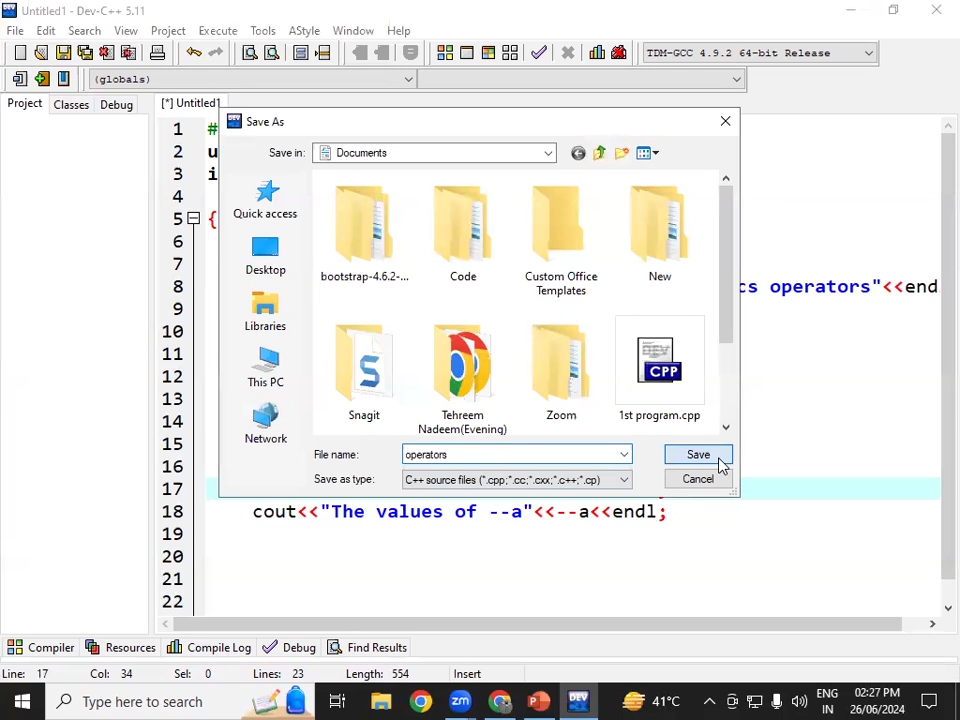 Untitled1 - Dev-C++ 5.11
File Edit Search View Project Execute Tools AStyle Window Help
TDM-GCC 4.9.2 64-bit Release
(globals)
Project Classes Debug
[*] Untitled1
Save As
Save in: Documents
Quick access
Desktop
Libraries
This PC
Network
bootstrap-4.6.2-...
Code
Custom Office Templates
New
Snagit
Tehreem Nadeem(Evening)
Zoom
CPP
1st program.cpp
File name: operators
Save
Save as type: C++ source files (*.cpp;*.cc;*.cxx;*.c++;*.cp)
Cancel
1 #
2 u
3 i
4
5 {
6
7
8 cs operators"<<end
9
10
11
12
13
14
15
16
17
18 cout<<"The values of --a"<<--a<<endl;
19
20
21
22
Compiler Resources Compile Log Debug Find Results
Line: 17 Col: 34 Sel: 0 Lines: 23 Length: 554 Insert
Type here to search
zm
DEV
41°C
ENG
IN
02:27 PM
26/06/2024